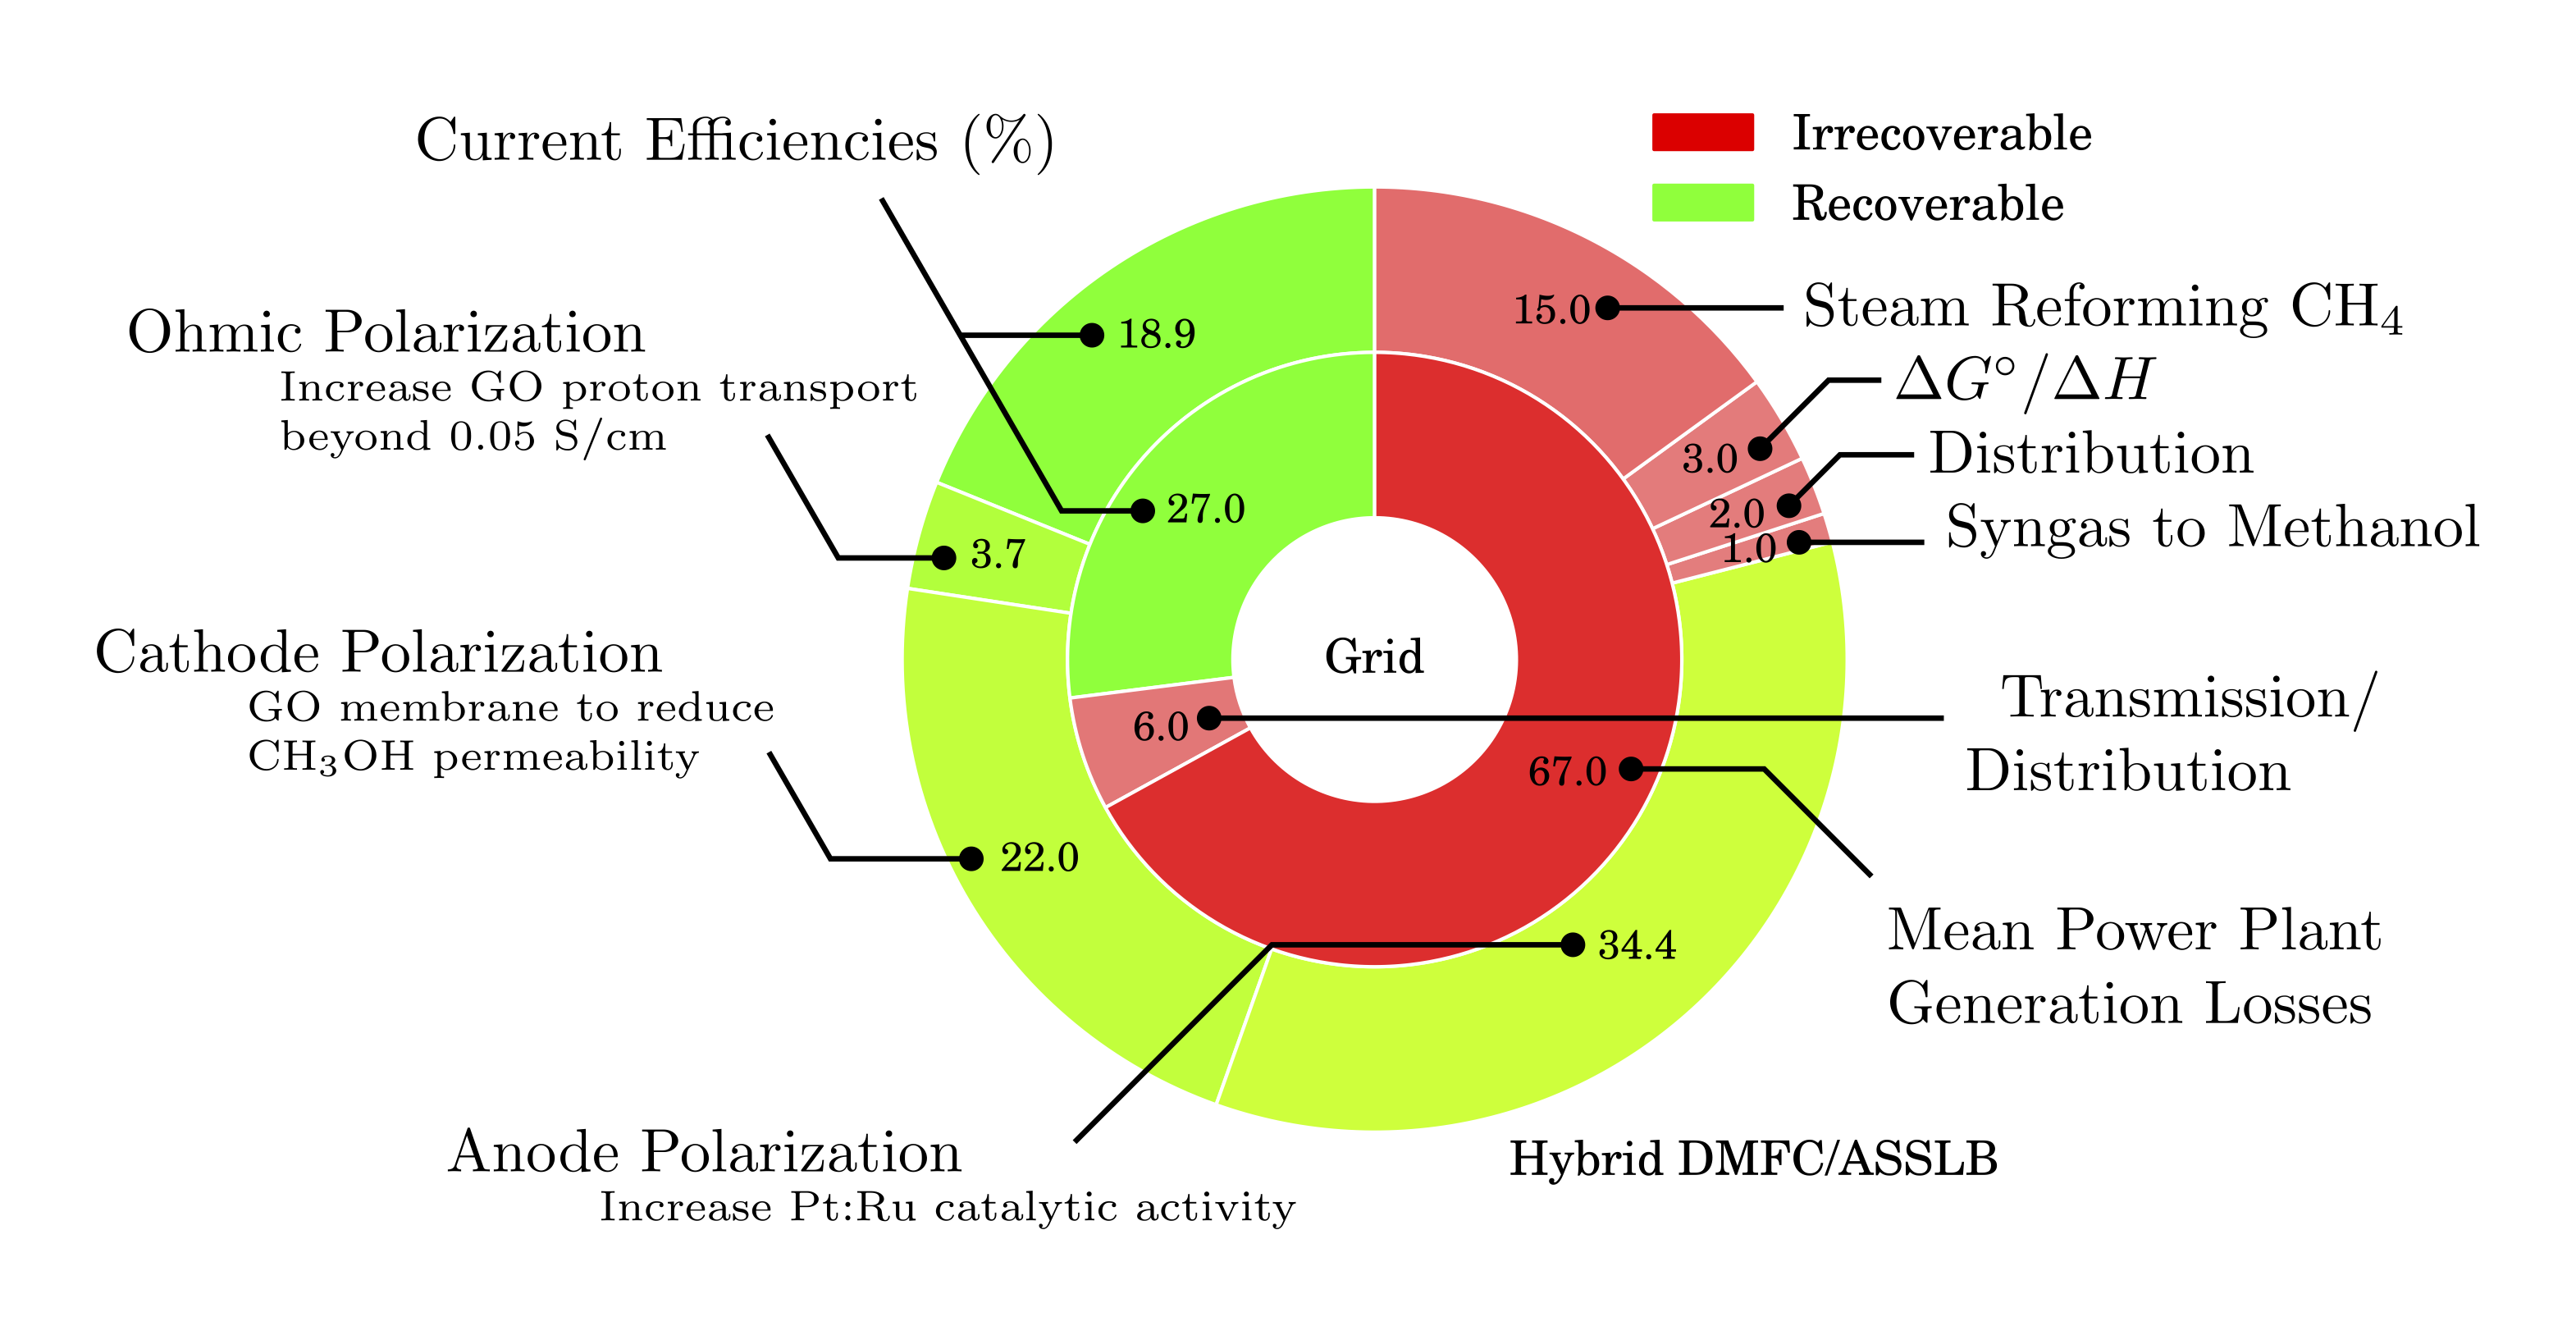 Current Efficiencies (%)
Irrecoverable
Recoverable
Ohmic Polarization
Increase GO proton transport
beyond 0.05 S/cm
18.9
15.0
Steam Reforming CH₄
ΔG°/ΔH
3.0
Distribution
2.0
Syngas to Methanol
1.0
27.0
3.7
Cathode Polarization
GO membrane to reduce
CH₃OH permeability
Grid
6.0
Transmission/
Distribution
67.0
22.0
34.4
Mean Power Plant
Generation Losses
Anode Polarization
Increase Pt:Ru catalytic activity
Hybrid DMFC/ASSLB